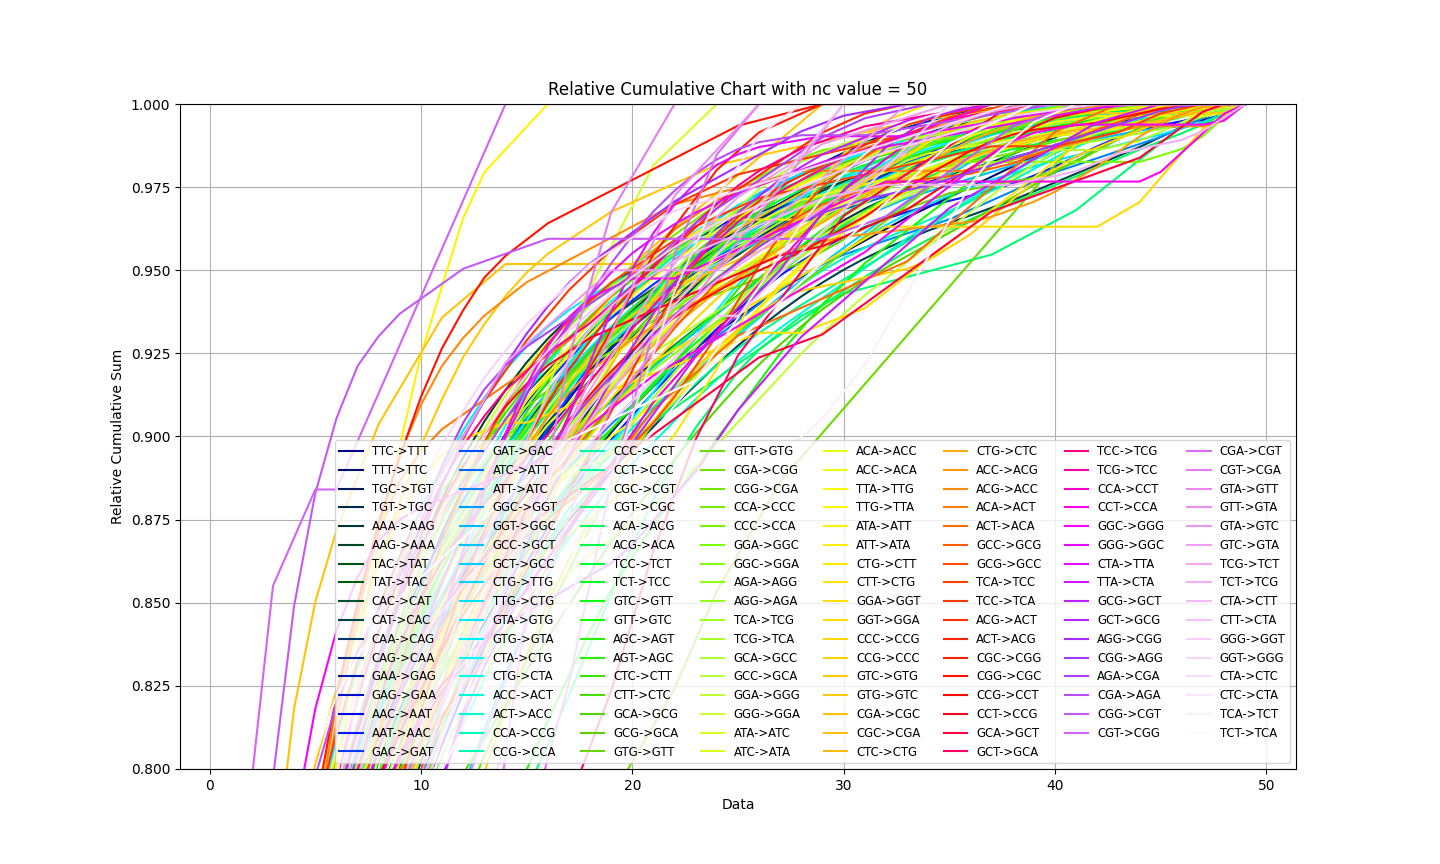 Relative Cumulative Chart with nc value = 50
1.000
0.975
0.950
0.925
0.900
0.875
0.850
0.825
0.800
Relative Cumulative Sum
TTC->TTT
TTT->TTC
TGC->TGT
TGT->TGC
AAA->AAG
AAG->AAA
TAC->TAT
TAT->TAC
CAC->CAT
CAT->CAC
CAA->CAG
CAG->CAA
GAA->GAG
GAG->GAA
AAC->AAT
AAT->AAC
GAC->GAT
GAT->GAC
ATC->ATT
ATT->ATC
GGC->GGT
GGT->GGC
GCC->GCT
GCT->GCC
CTG->TTG
TTG->CTG
GTA->GTG
GTG->GTA
CTA->CTG
CTG->CTA
ACC->ACT
ACT->ACC
CCA->CCG
CCG->CCA
CCC->CCT
CCT->CCC
CGC->CGT
CGT->CGC
ACA->ACG
ACG->ACA
TCC->TCT
TCT->TCC
GTC->GTT
GTT->GTC
AGC->AGT
AGT->AGC
CTC->CTT
CTT->CTC
GCA->GCG
GCG->GCA
GTG->GTT
GTT->GTG
CGA->CGG
CGG->CGA
CCA->CCC
CCC->CCA
GGA->GGC
GGC->GGA
AGA->AGG
AGG->AGA
TCA->TCG
TCG->TCA
GCA->GCC
GCC->GCA
GGA->GGG
GGG->GGA
ATA->ATC
ATC->ATA
ACA->ACC
ACC->ACA
TTA->TTG
TTG->TTA
ATA->ATT
ATT->ATA
CTG->CTT
CTT->CTG
GGA->GGT
GGT->GGA
CCC->CCG
CCG->CCC
GTC->GTG
GTG->GTC
CGA->CGC
CGC->CGA
CTC->CTG
CTG->CTC
ACC->ACG
ACG->ACC
ACA->ACT
ACT->ACA
GCC->GCG
GCG->GCC
TCA->TCC
TCC->TCA
ACG->ACT
ACT->ACG
CGC->CGG
CGG->CGC
CCG->CCT
CCT->CCG
GCA->GCT
GCT->GCA
TCC->TCG
TCG->TCC
CCA->CCT
CCT->CCA
GGC->GGG
GGG->GGC
CTA->TTA
TTA->CTA
GCG->GCT
GCT->GCG
AGG->CGG
CGG->AGG
AGA->CGA
CGA->AGA
CGG->CGT
CGT->CGG
CGA->CGT
CGT->CGA
GTA->GTT
GTT->GTA
GTA->GTC
GTC->GTA
TCG->TCT
TCT->TCG
CTA->CTT
CTT->CTA
GGG->GGT
GGT->GGG
CTA->CTC
CTC->CTA
TCA->TCT
TCT->TCA
0
10
20
30
40
50
Data